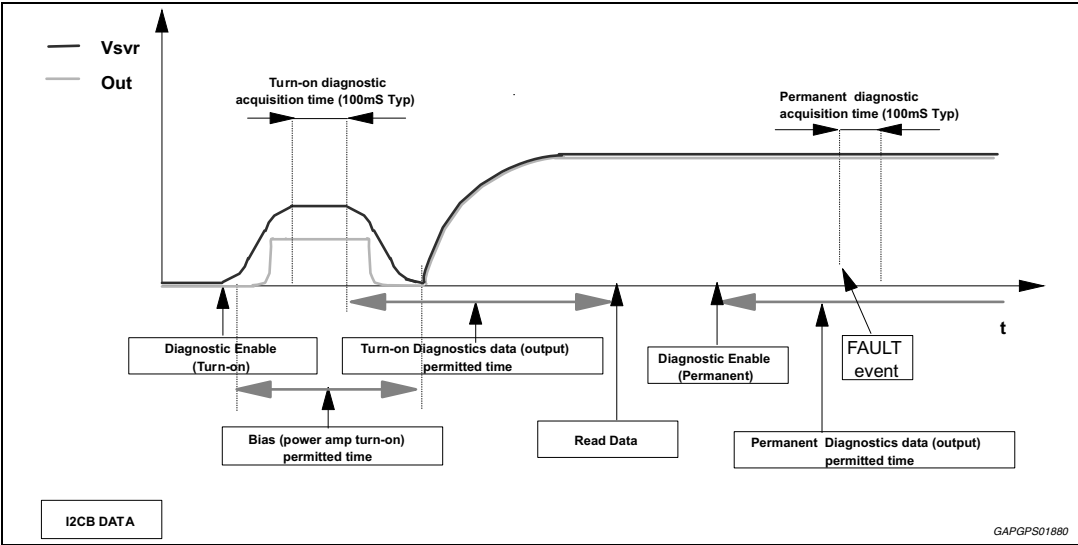 Vsvr
Out
Turn-on diagnostic
acquisition time (100mS Typ)
Permanent diagnostic
acquisition time (100mS Typ)
t
Diagnostic Enable
(Turn-on)
Turn-on Diagnostics data (output)
permitted time
Diagnostic Enable
(Permanent)
FAULT
event
Bias (power amp turn-on)
permitted time
Read Data
Permanent Diagnostics data (output)
permitted time
I2CB DATA
GAPGPS01880